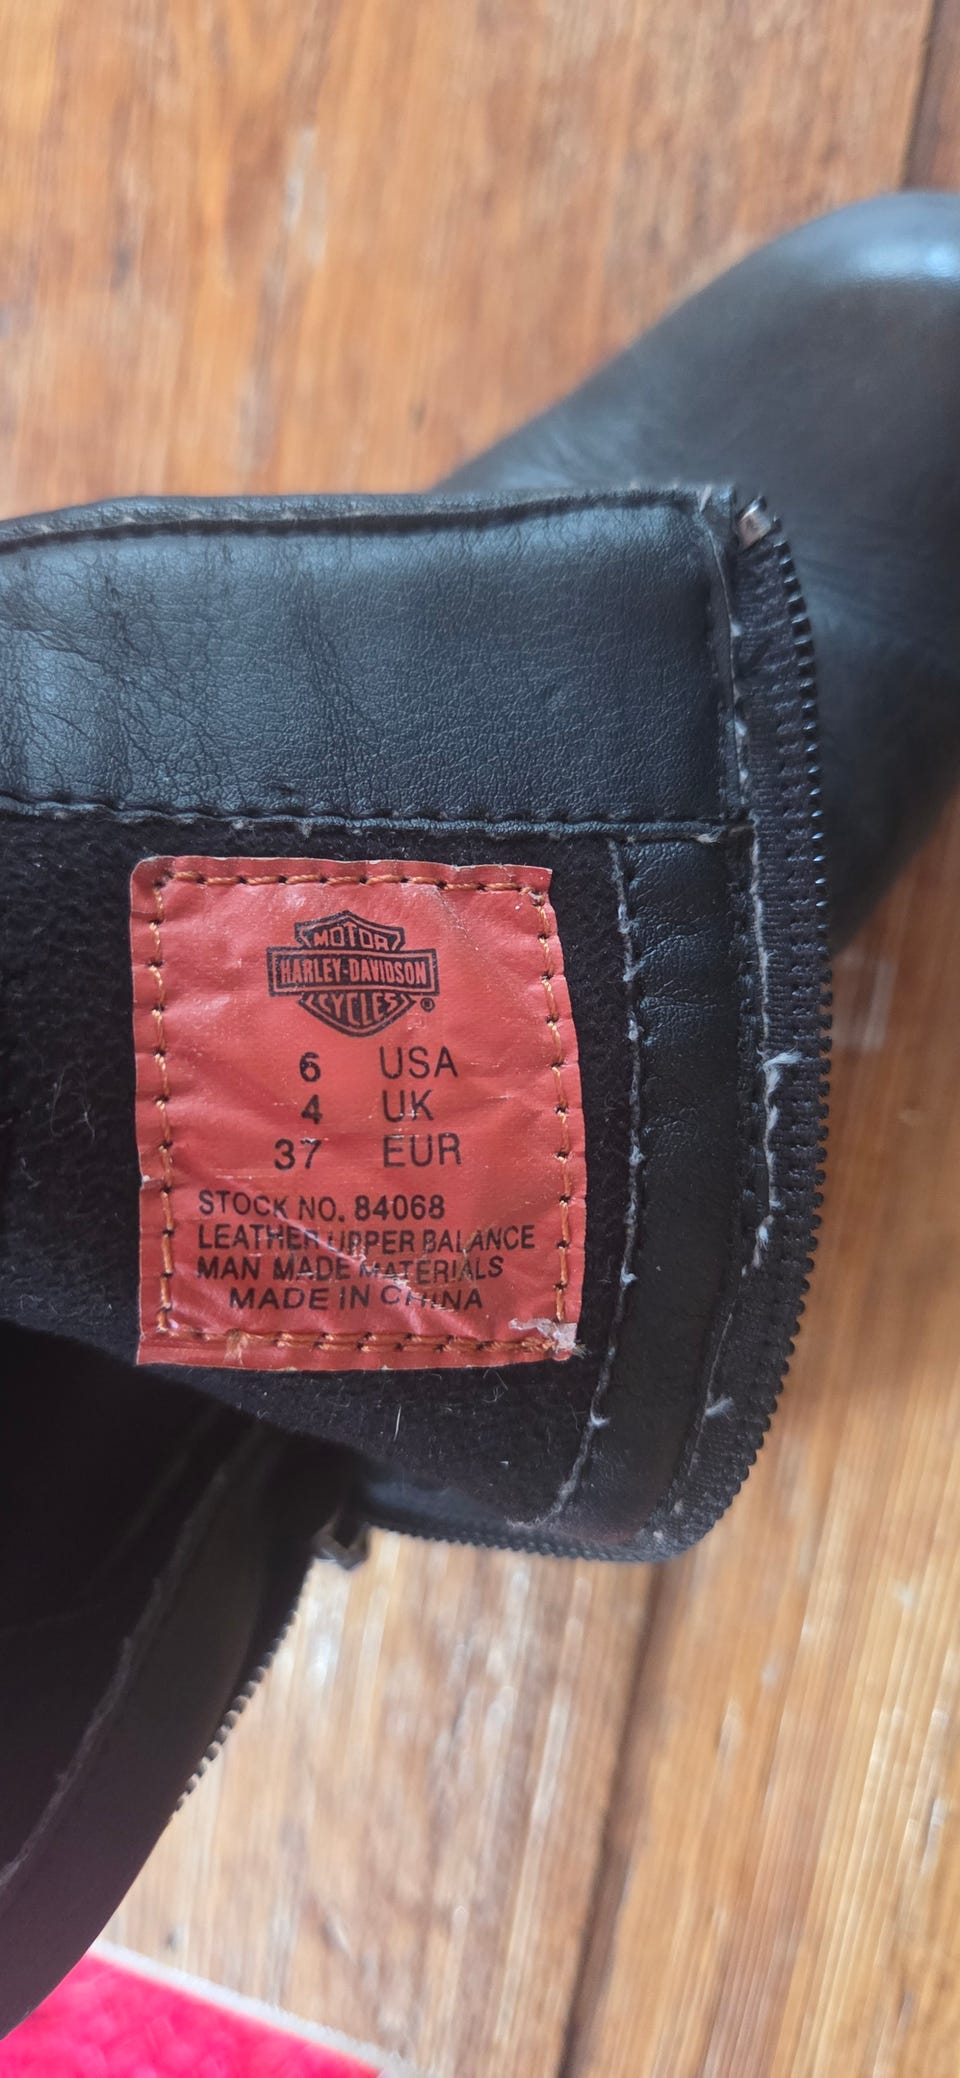 MOTOR
HARLEY-DAVIDSON
CYCLES®
6 USA
4 UK
37 EUR
STOCK NO. 84068
LEATHER UPPER BALANCE
MAN MADE MATERIALS
MADE IN CHINA